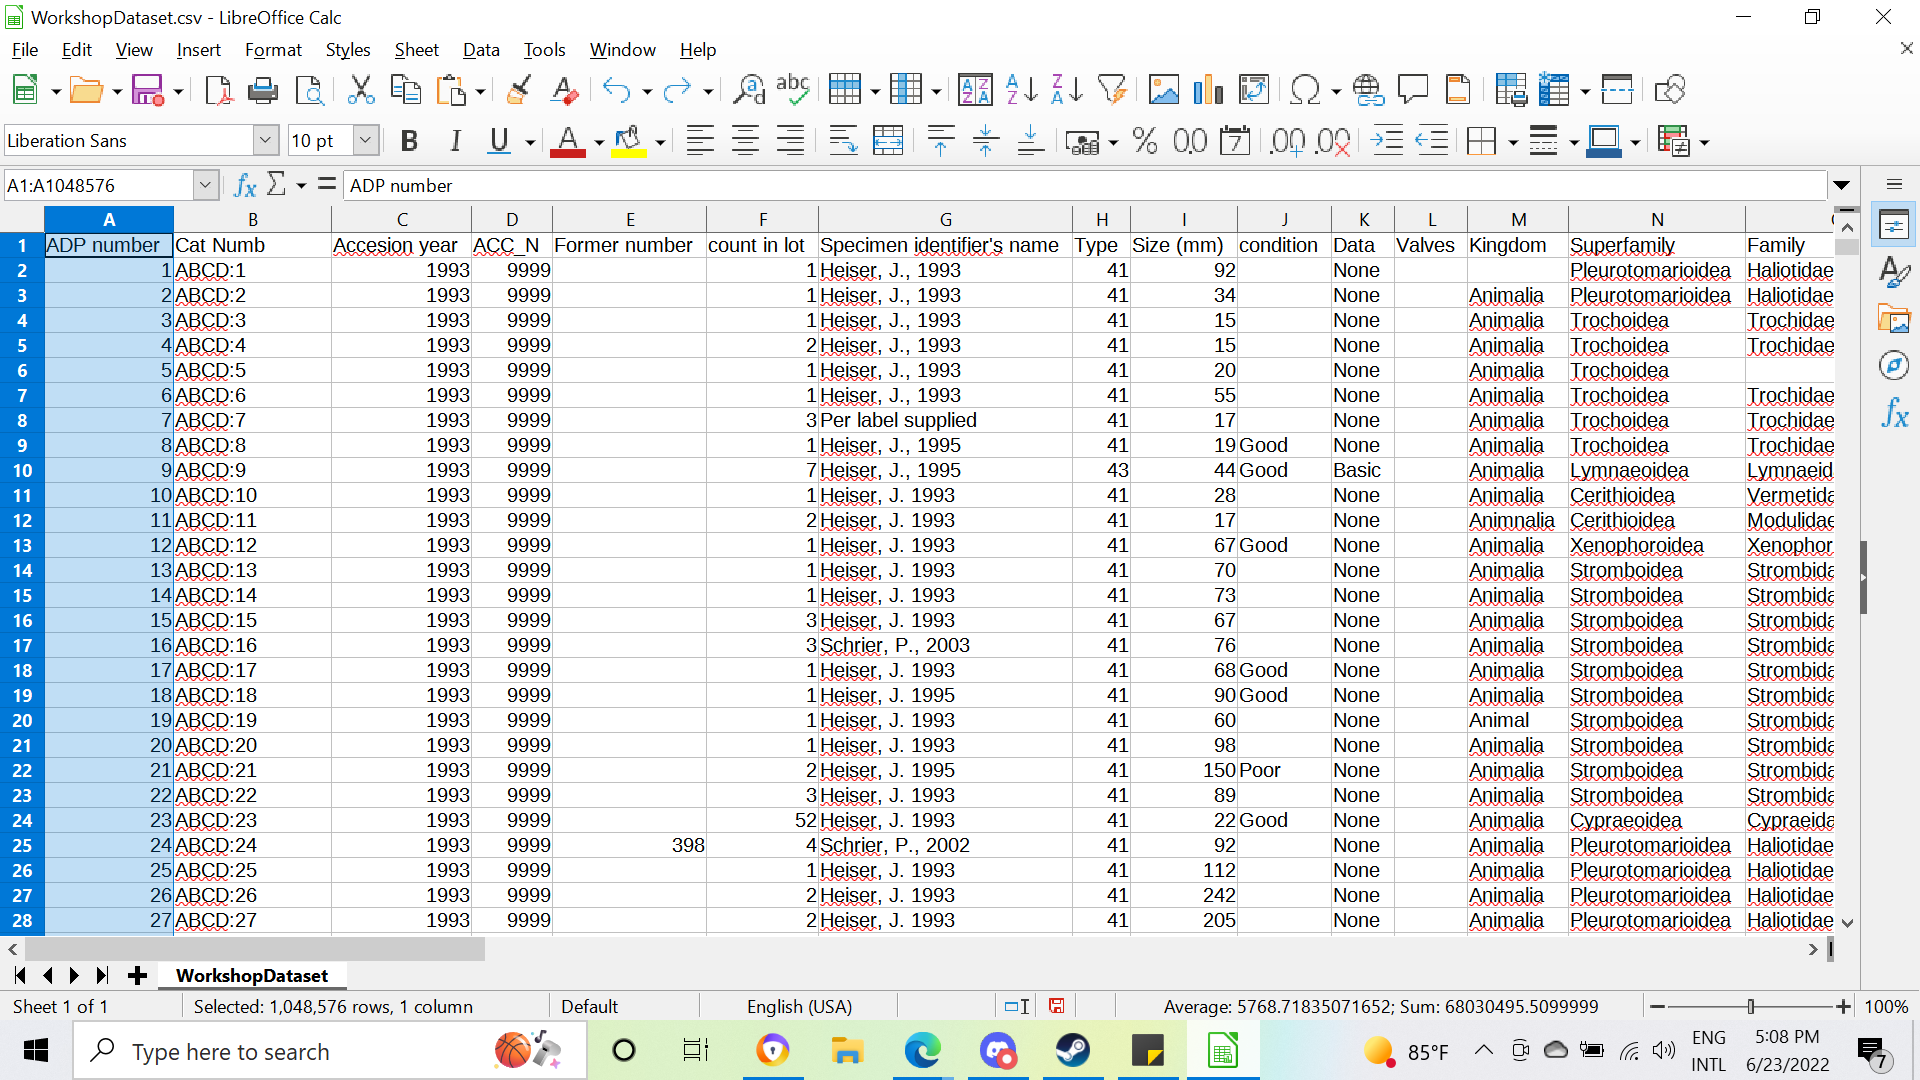 WorkshopDataset.csv - LibreOffice Calc
File Edit View Insert Format Styles Sheet Data Tools Window Help
Liberation Sans 10 pt
A1:A1048576 ADP number
A B C D E F G H I J K L M N
1 ADP number Cat Numb Accesion year ACC_N Former number count in lot Specimen identifier's name Type Size (mm) condition Data Valves Kingdom Superfamily Family
2 1 ABCD:1 1993 9999 1 Heiser, J., 1993 41 92 None Pleurotomarioidea Haliotidae
3 2 ABCD:2 1993 9999 1 Heiser, J., 1993 41 34 None Animalia Pleurotomarioidea Haliotidae
4 3 ABCD:3 1993 9999 1 Heiser, J., 1993 41 15 None Animalia Trochoidea Trochidae
5 4 ABCD:4 1993 9999 2 Heiser, J., 1993 41 15 None Animalia Trochoidea Trochidae
6 5 ABCD:5 1993 9999 1 Heiser, J., 1993 41 20 None Animalia Trochoidea
7 6 ABCD:6 1993 9999 1 Heiser, J., 1993 41 55 None Animalia Trochoidea Trochidae
8 7 ABCD:7 1993 9999 3 Per label supplied 41 17 None Animalia Trochoidea Trochidae
9 8 ABCD:8 1993 9999 1 Heiser, J., 1995 41 19 Good None Animalia Trochoidea Trochidae
10 9 ABCD:9 1993 9999 7 Heiser, J., 1995 43 44 Good Basic Animalia Lymnaeoidea Lymnaeid
11 10 ABCD:10 1993 9999 1 Heiser, J. 1993 41 28 None Animalia Cerithioidea Vermetida
12 11 ABCD:11 1993 9999 2 Heiser, J. 1993 41 17 None Animnalia Cerithioidea Modulidae
13 12 ABCD:12 1993 9999 1 Heiser, J. 1993 41 67 Good None Animalia Xenophoroidea Xenophor
14 13 ABCD:13 1993 9999 1 Heiser, J. 1993 41 70 None Animalia Stromboidea Strombida
15 14 ABCD:14 1993 9999 1 Heiser, J. 1993 41 73 None Animalia Stromboidea Strombida
16 15 ABCD:15 1993 9999 3 Heiser, J. 1993 41 67 None Animalia Stromboidea Strombida
17 16 ABCD:16 1993 9999 3 Schrier, P., 2003 41 76 None Animalia Stromboidea Strombida
18 17 ABCD:17 1993 9999 1 Heiser, J. 1993 41 68 Good None Animalia Stromboidea Strombida
19 18 ABCD:18 1993 9999 1 Heiser, J. 1995 41 90 Good None Animalia Stromboidea Strombida
20 19 ABCD:19 1993 9999 1 Heiser, J. 1993 41 60 None Animal Stromboidea Strombida
21 20 ABCD:20 1993 9999 1 Heiser, J. 1993 41 98 None Animalia Stromboidea Strombida
22 21 ABCD:21 1993 9999 2 Heiser, J. 1995 41 150 Poor None Animalia Stromboidea Strombida
23 22 ABCD:22 1993 9999 3 Heiser, J. 1993 41 89 None Animalia Stromboidea Strombida
24 23 ABCD:23 1993 9999 52 Heiser, J. 1993 41 22 Good None Animalia Cypraeoidea Cypraeida
25 24 ABCD:24 1993 9999 398 4 Schrier, P., 2002 41 92 None Animalia Pleurotomarioidea Haliotidae
26 25 ABCD:25 1993 9999 1 Heiser, J. 1993 41 112 None Animalia Pleurotomarioidea Haliotidae
27 26 ABCD:26 1993 9999 2 Heiser, J. 1993 41 242 None Animalia Pleurotomarioidea Haliotidae
28 27 ABCD:27 1993 9999 2 Heiser, J. 1993 41 205 None Animalia Pleurotomarioidea Haliotidae
WorkshopDataset
Sheet 1 of 1 Selected: 1,048,576 rows, 1 column Default English (USA) Average: 5768.71835071652; Sum: 68030495.5099999 100%
Type here to search 85°F ENG INTL 5:08 PM 6/23/2022 7